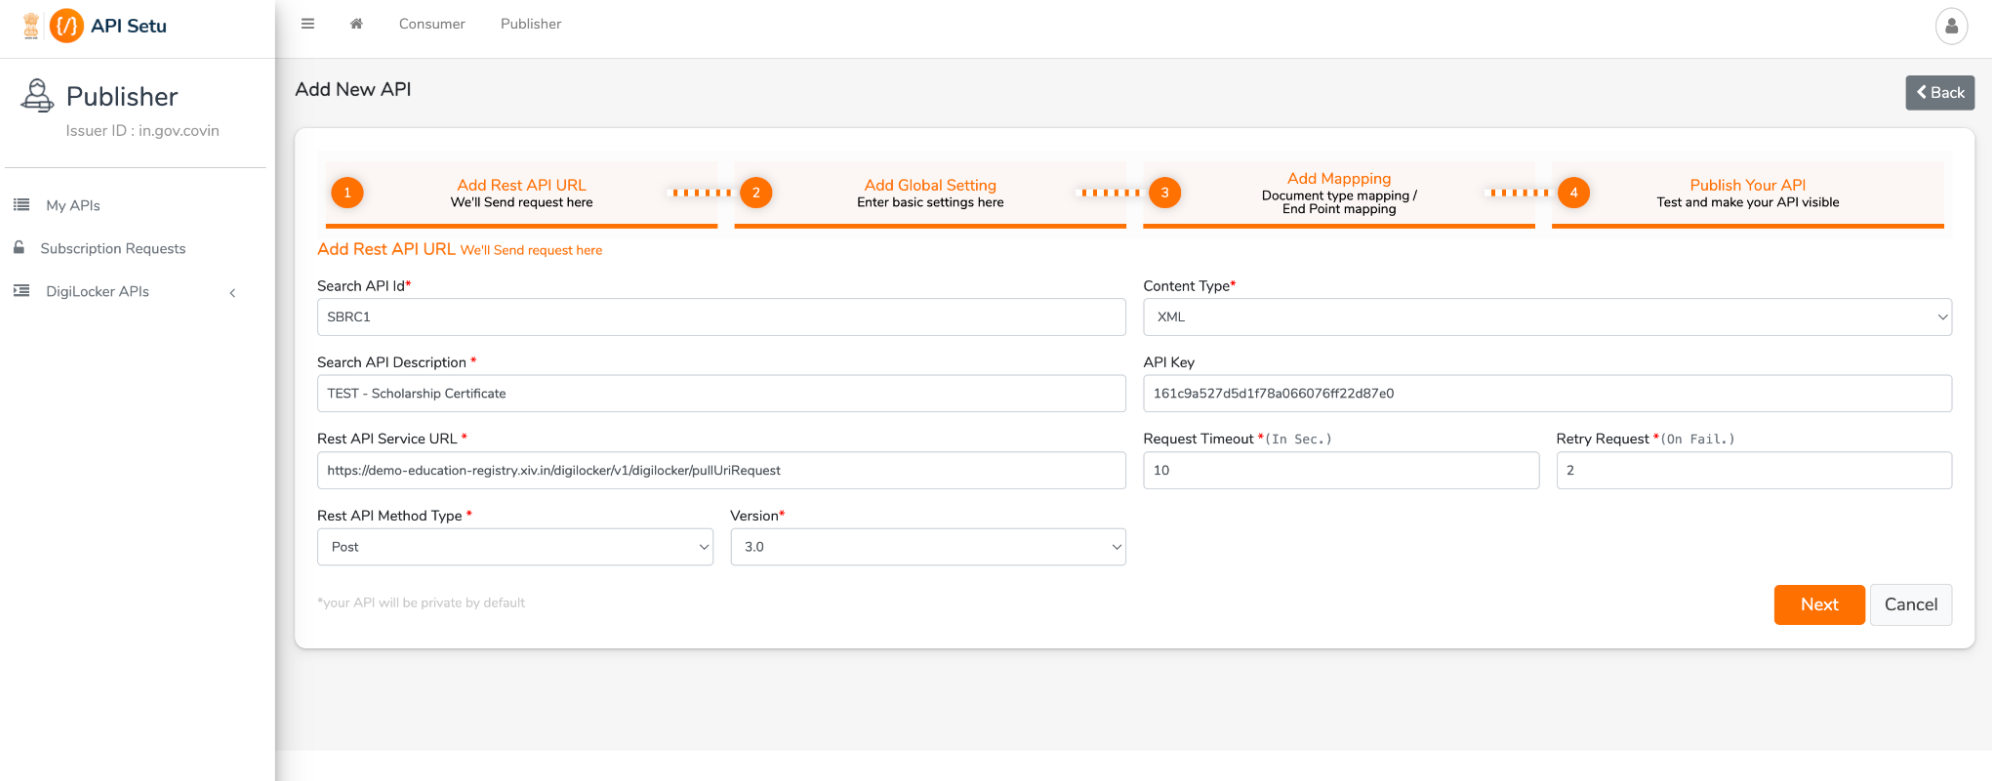 {/} API Setu
Consumer
Publisher
Publisher
Issuer ID : in.gov.covin
My APIs
Subscription Requests
DigiLocker APIs
Add New API
Back
1
Add Rest API URL
We'll Send request here
2
Add Global Setting
Enter basic settings here
3
Add Mappping
Document type mapping /
End Point mapping
4
Publish Your API
Test and make your API visible
Add Rest API URL We'll Send request here
Search API Id*
SBRC1
Content Type*
XML
Search API Description *
TEST - Scholarship Certificate
API Key
161c9a527d5d1f78a066076ff22d87e0
Rest API Service URL *
https://demo-education-registry.xiv.in/digilocker/v1/digilocker/pullUriRequest
Request Timeout *(In Sec.)
10
Retry Request *(On Fail.)
2
Rest API Method Type *
Post
Version*
3.0
*your API will be private by default
Next
Cancel